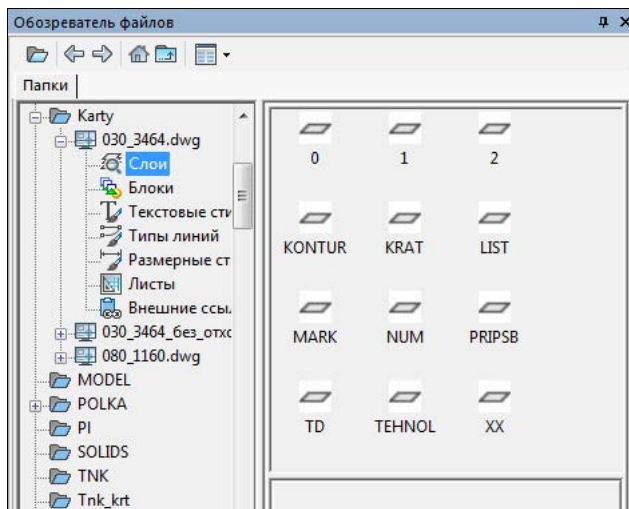 Обозреватель файлов
Папки
Karty
030_3464.dwg
Слои
Блоки
Текстовые сти
Типы линий
Размерные ст
Листы
Внешние ссы.
030_3464_без_отхс
080_1160.dwg
MODEL
POLKA
PI
SOLIDS
TNK
Tnk_krt
0 1 2
KONTUR KRAT LIST
MARK NUM PRIPSB
TD TEHNOL XX